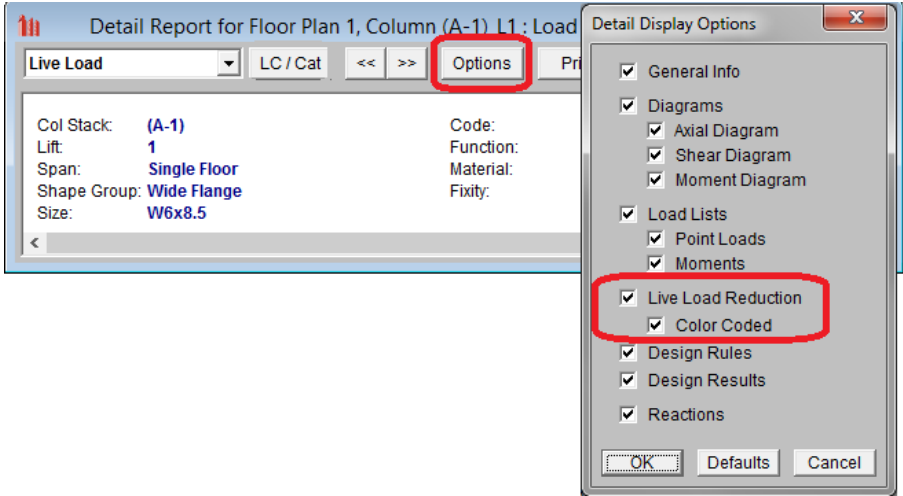 Detail Report for Floor Plan 1, Column (A-1) L1 : Load
Live Load LC / Cat << >> Options Pri
Col Stack: (A-1) Code:
Lift: 1 Function:
Span: Single Floor Material:
Shape Group: Wide Flange Fixity:
Size: W6x8.5
<
Detail Display Options
General Info
Diagrams
Axial Diagram
Shear Diagram
Moment Diagram
Load Lists
Point Loads
Moments
Live Load Reduction
Color Coded
Design Rules
Design Results
Reactions
OK Defaults Cancel